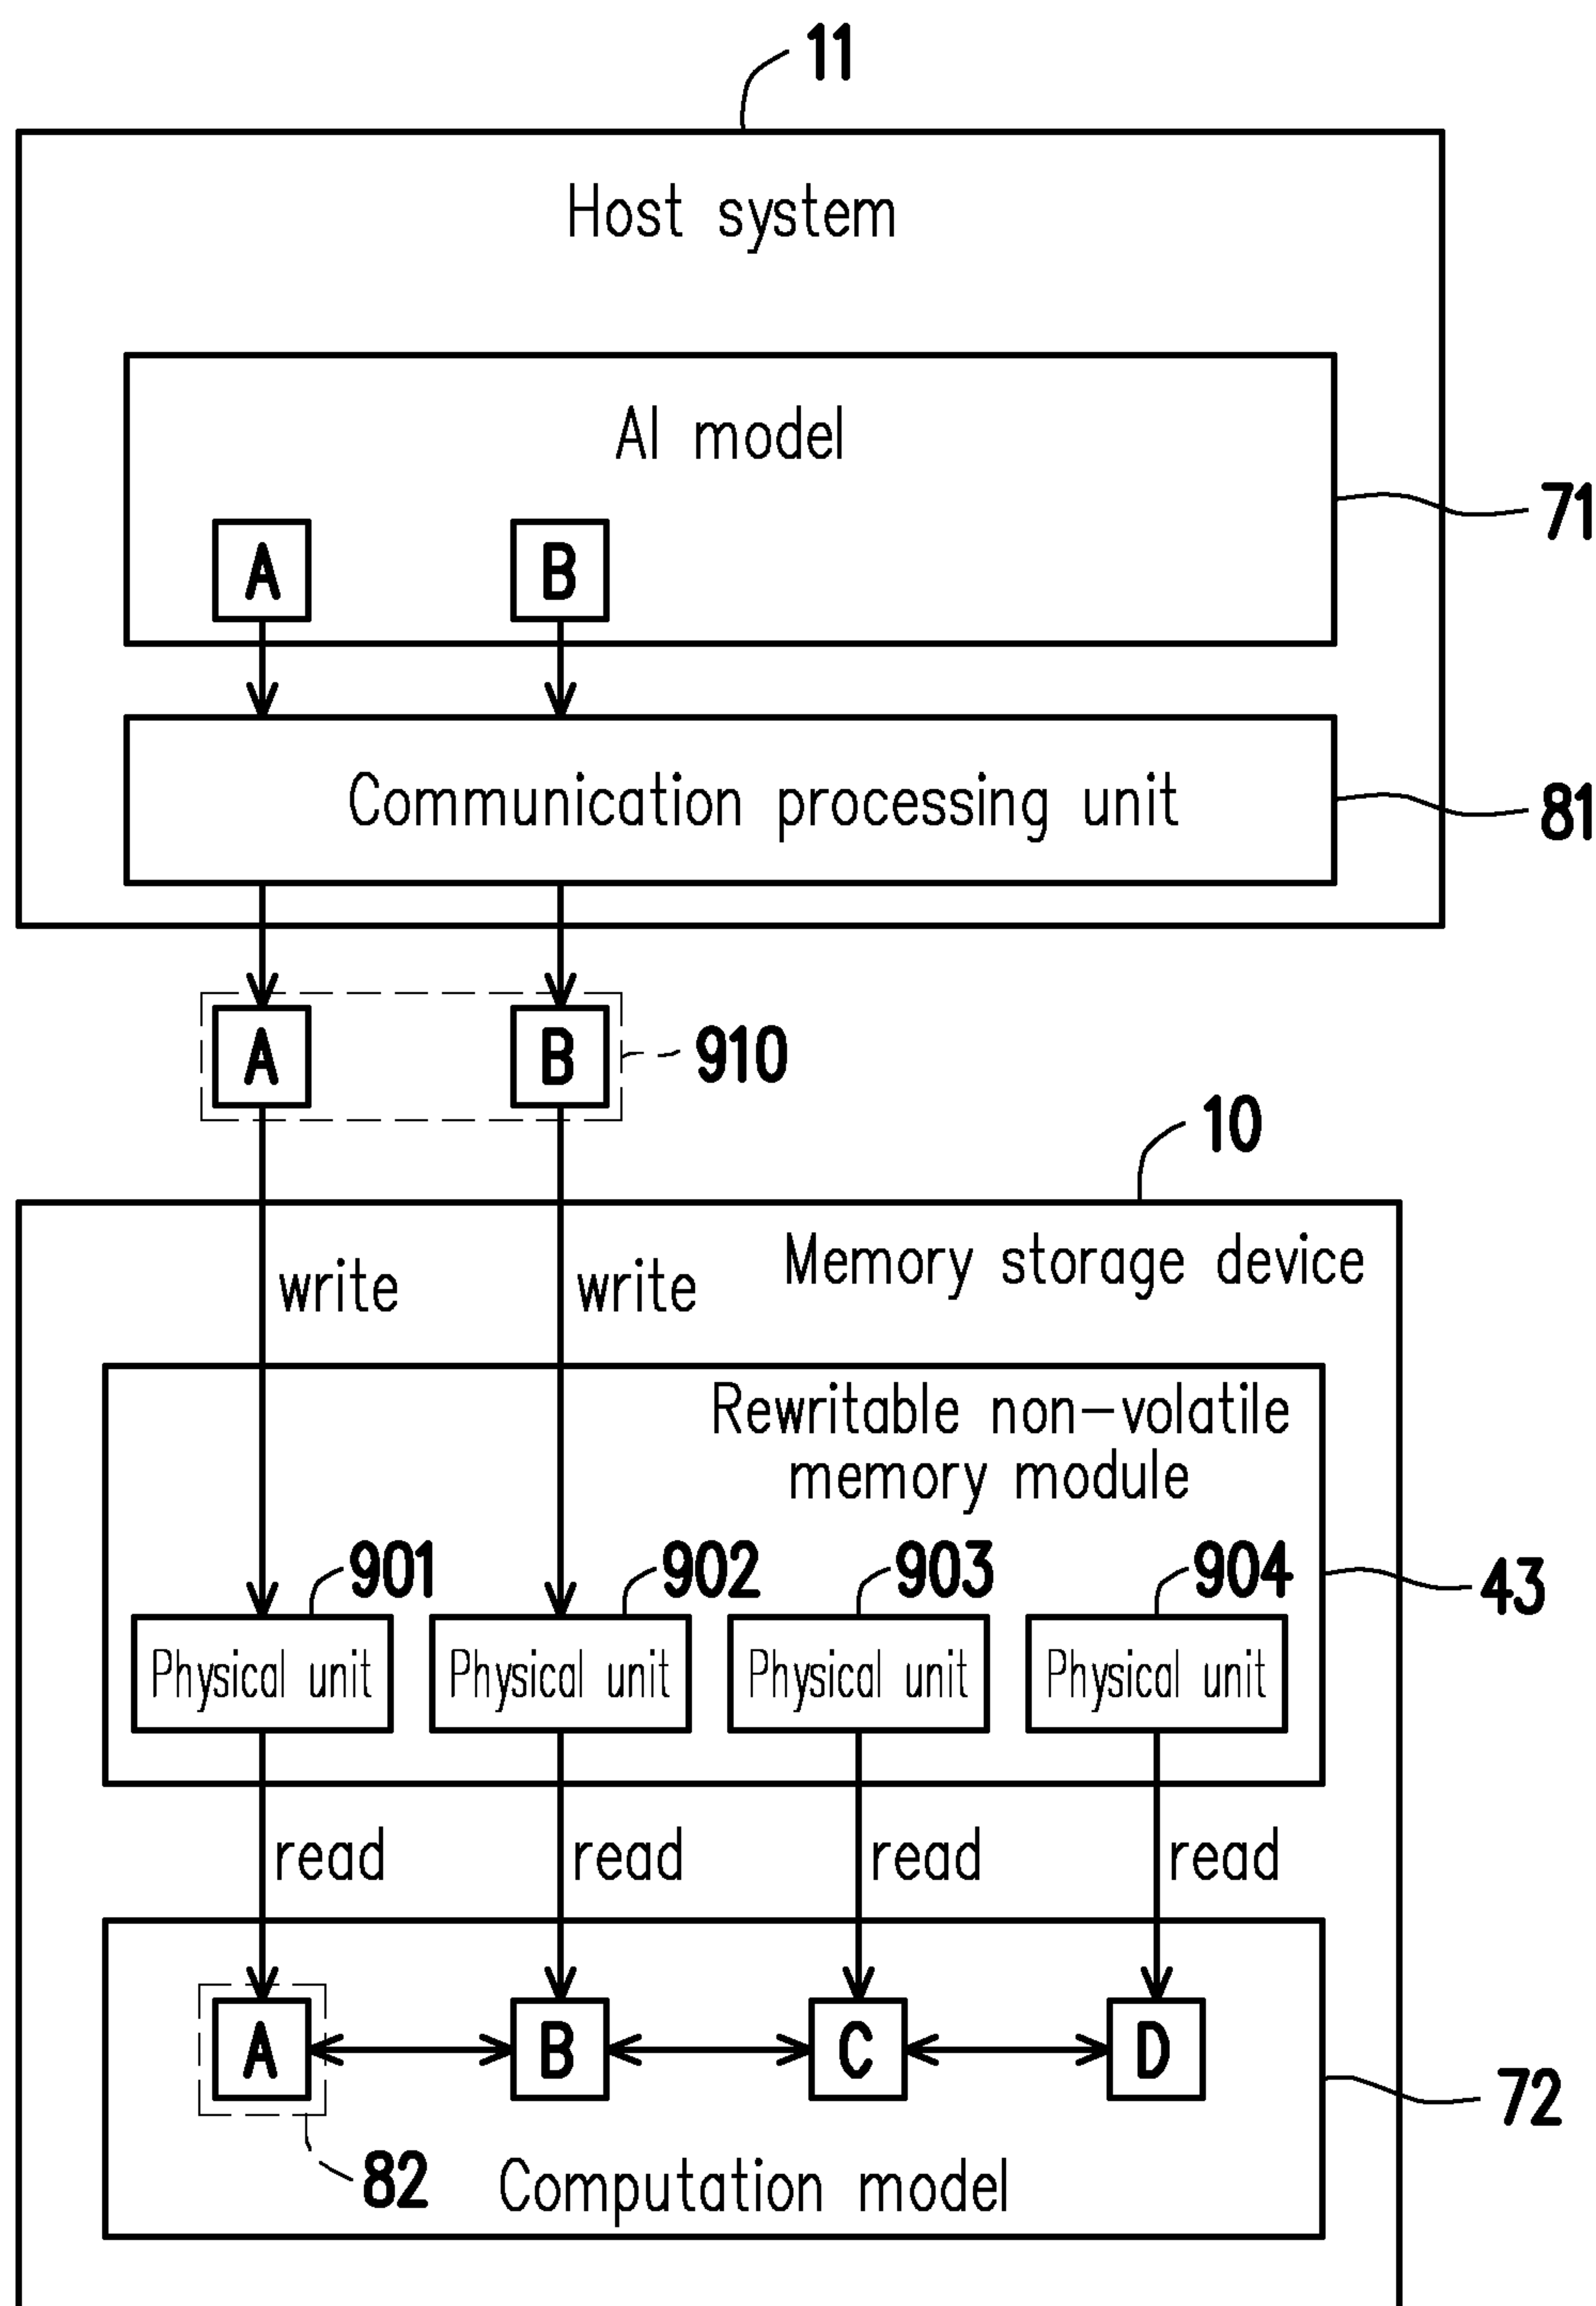 11
Host system
AI model
71
A B
Communication processing unit
81
A B
910
10
Memory storage device
write write
Rewritable non-volatile
memory module
901 902 903 904
43
Physical unit Physical unit Physical unit Physical unit
read read read read
A B C D
72
82
Computation model